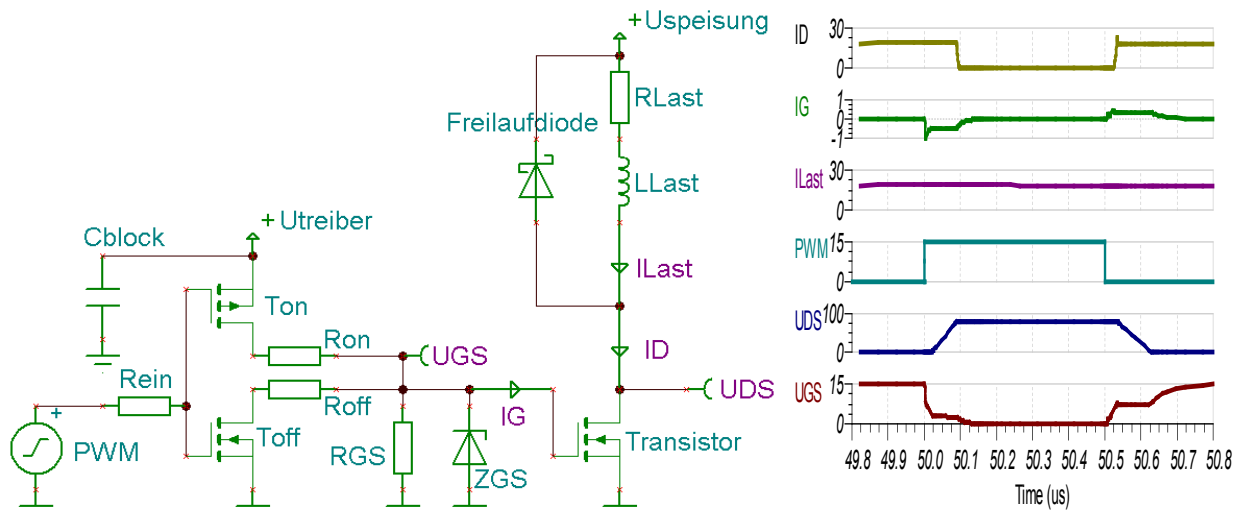 +Uspeisung
RLast
Freilaufdiode
LLast
+Utreiber
Cblock
ILast
Ton
Ron
UGS
ID
Rein
Roff
IG
UDS
+
PWM
Toff
RGS
ZGS
Transistor
ID
30
0
IG
1
0
-1
ILast
30
0
PWM
15
0
UDS
100
0
UGS
15
0
49.8 49.9 50.0 50.1 50.2 50.3 50.4 50.5 50.6 50.7 50.8
Time (us)